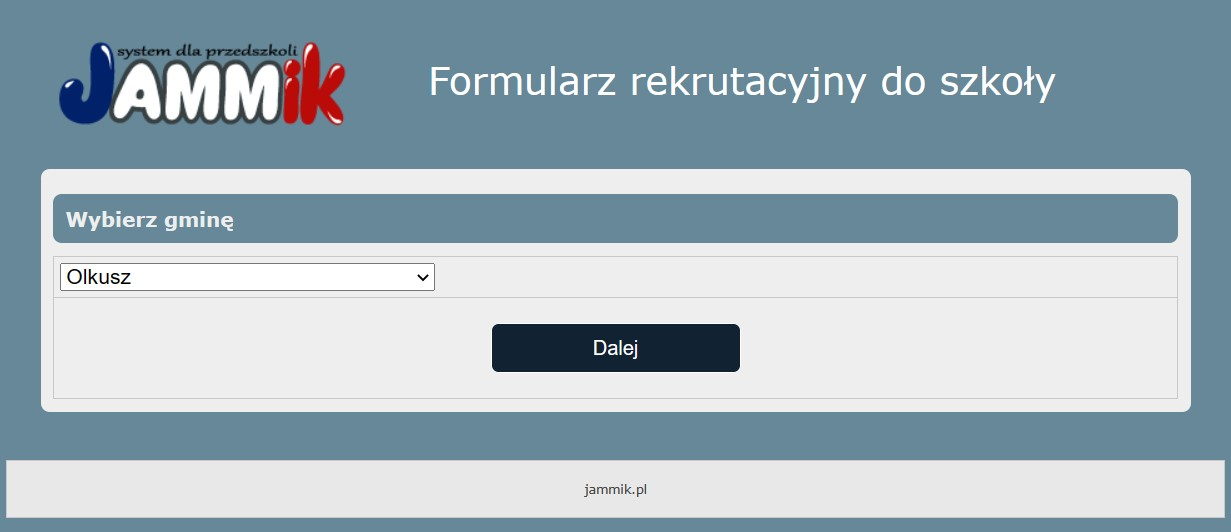 system dla przedszkoli
JAMMik
Formularz rekrutacyjny do szkoły
Wybierz gminę
Olkusz
Dalej
jammik.pl